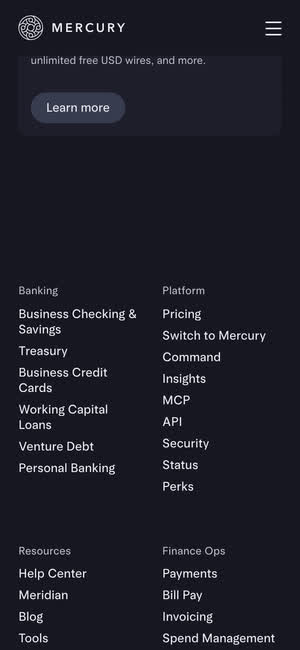 MERCURY
unlimited free USD wires, and more.
Learn more
Banking
Business Checking &
Savings
Treasury
Business Credit
Cards
Working Capital
Loans
Venture Debt
Personal Banking
Platform
Pricing
Switch to Mercury
Command
Insights
MCP
API
Security
Status
Perks
Resources
Help Center
Meridian
Blog
Tools
Finance Ops
Payments
Bill Pay
Invoicing
Spend Management